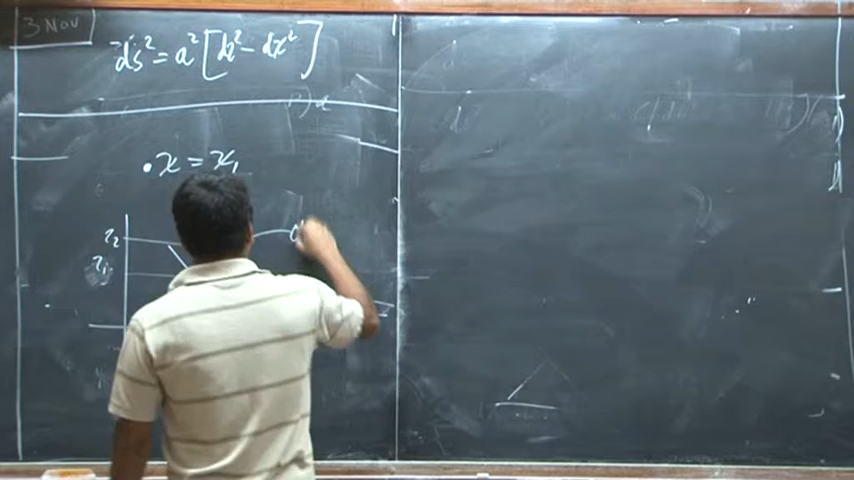 3 Nov
ds² = a² [dη² - dx²]
• x = x₁
η₂
η₁